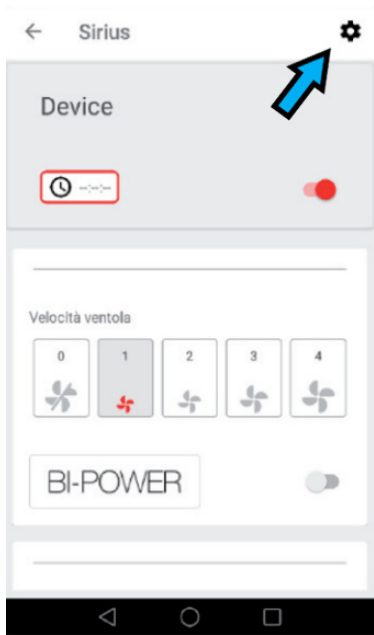 Sirius
Device
--:--:--
Velocità ventola
0 1 2 3 4
BI-POWER